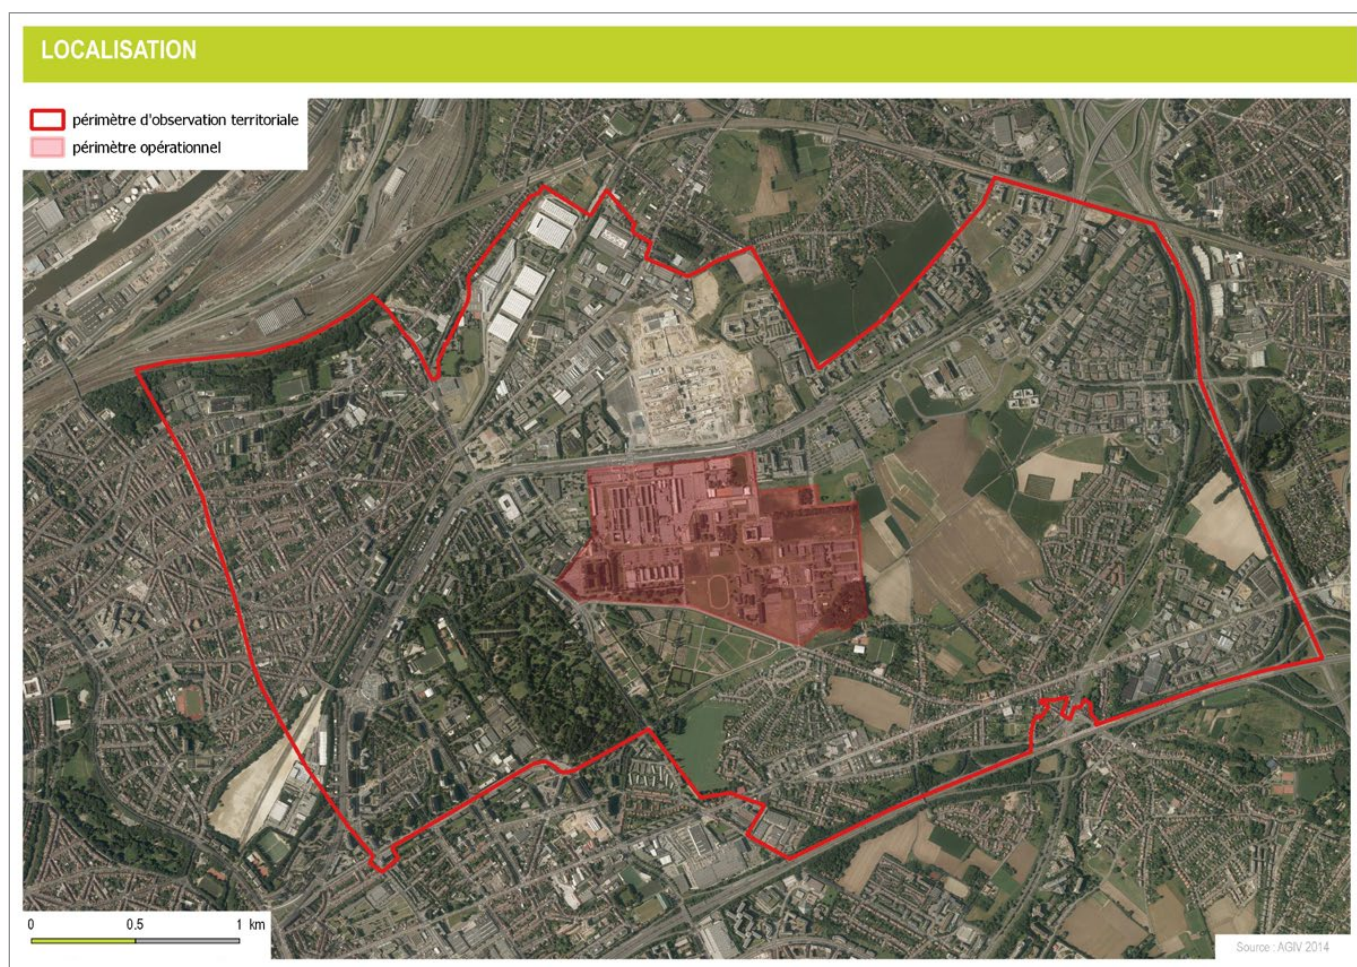 LOCALISATION
périmètre d'observation territoriale
périmètre opérationnel
0 0.5 1 km
Source : AGIV 2014